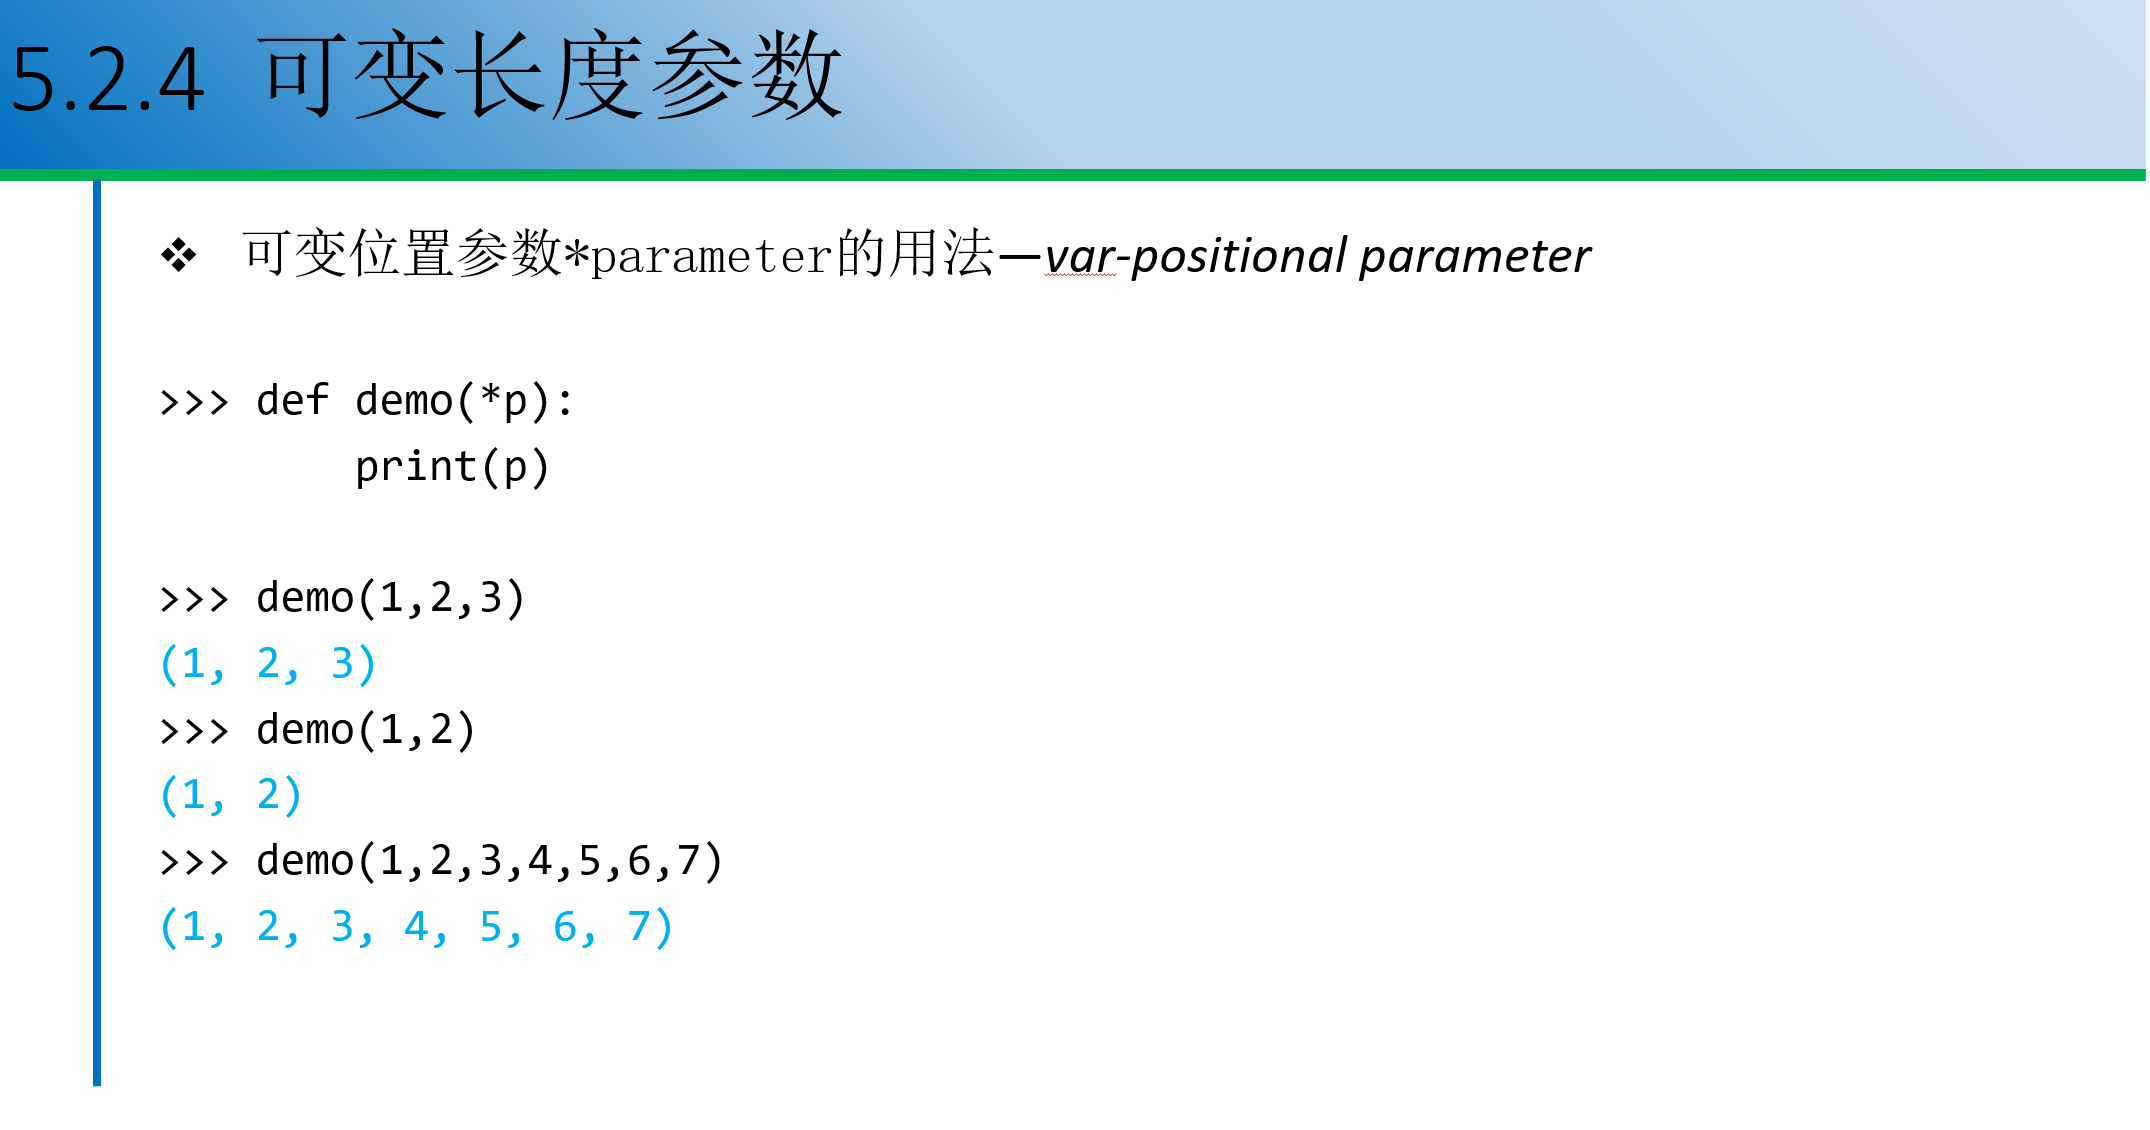 5.2.4 可变长度参数
❖ 可变位置参数*parameter的用法—var-positional parameter
>>> def demo(*p):
        print(p)
>>> demo(1,2,3)
(1, 2, 3)
>>> demo(1,2)
(1, 2)
>>> demo(1,2,3,4,5,6,7)
(1, 2, 3, 4, 5, 6, 7)